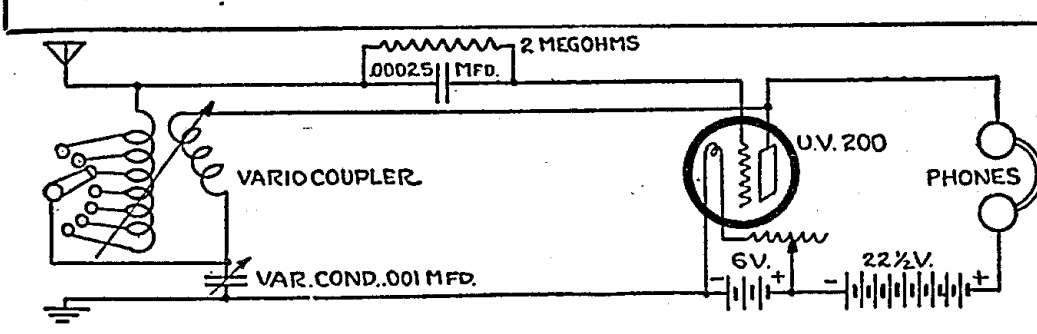 2 MEGOHMS
.00025 MFD.
U.V. 200
VARIOCOUPLER
PHONES
6V.
22½V.
- + - +
VAR. COND. .001 MFD.